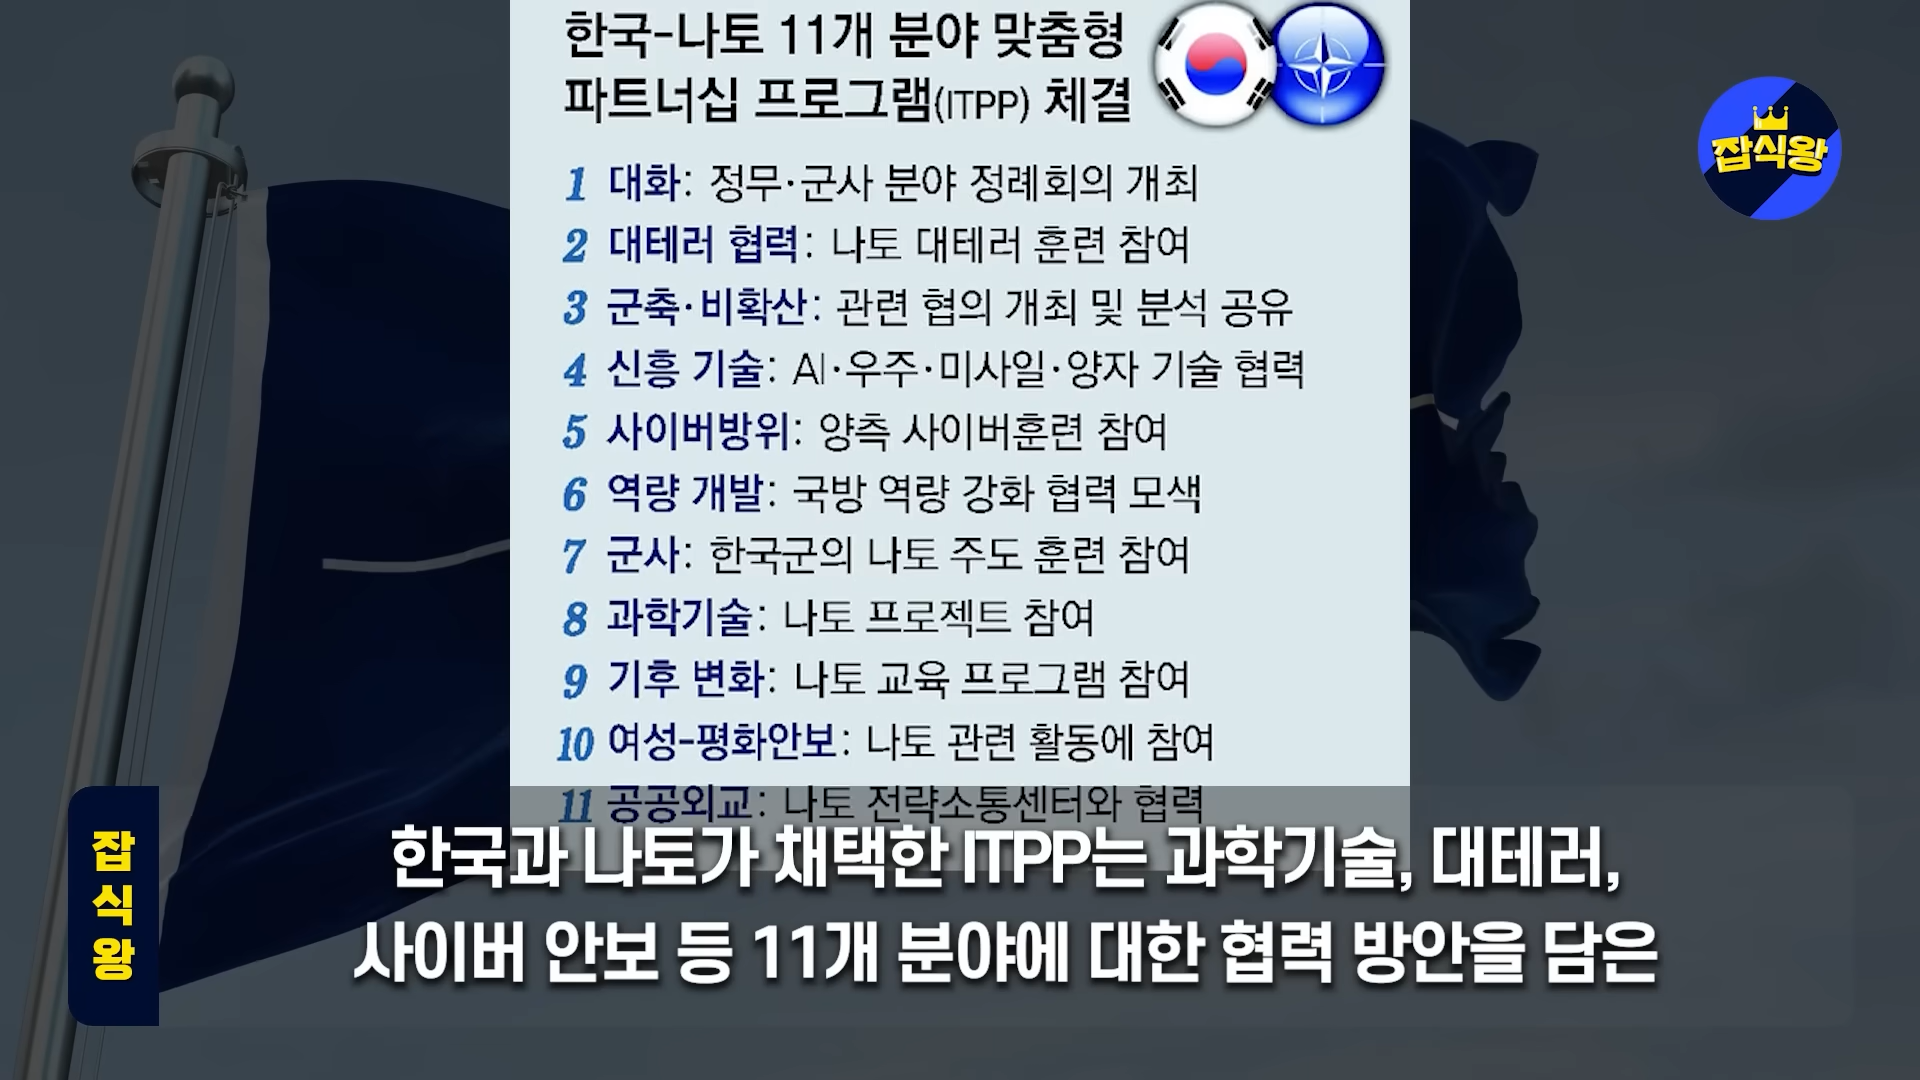 한국-나토 11개 분야 맞춤형
파트너십 프로그램(ITPP) 체결
잡식왕
1 대화: 정무·군사 분야 정례회의 개최
2 대테러 협력: 나토 대테러 훈련 참여
3 군축·비확산: 관련 협의 개최 및 분석 공유
4 신흥 기술: AI·우주·미사일·양자 기술 협력
5 사이버방위: 양측 사이버훈련 참여
6 역량 개발: 국방 역량 강화 협력 모색
7 군사: 한국군의 나토 주도 훈련 참여
8 과학기술: 나토 프로젝트 참여
9 기후 변화: 나토 교육 프로그램 참여
10 여성-평화안보: 나토 관련 활동에 참여
11 공공외교: 나토 전략소통센터와 협력
잡식왕
한국과 나토가 채택한 ITPP는 과학기술, 대테러,
사이버 안보 등 11개 분야에 대한 협력 방안을 담은